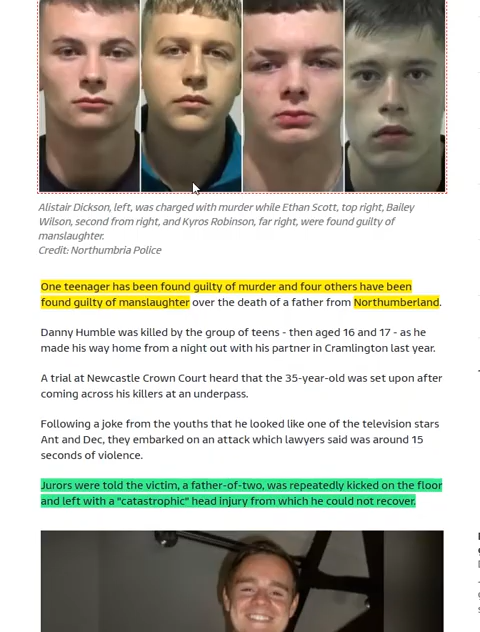 Alistair Dickson, left, was charged with murder while Ethan Scott, top right, Bailey
Wilson, second from right, and Kyros Robinson, far right, were found guilty of
manslaughter.
Credit: Northumbria Police
One teenager has been found guilty of murder and four others have been
found guilty of manslaughter over the death of a father from Northumberland.
Danny Humble was killed by the group of teens - then aged 16 and 17 - as he
made his way home from a night out with his partner in Cramlington last year.
A trial at Newcastle Crown Court heard that the 35-year-old was set upon after
coming across his killers at an underpass.
Following a joke from the youths that he looked like one of the television stars
Ant and Dec, they embarked on an attack which lawyers said was around 15
seconds of violence.
Jurors were told the victim, a father-of-two, was repeatedly kicked on the floor
and left with a "catastrophic" head injury from which he could not recover.